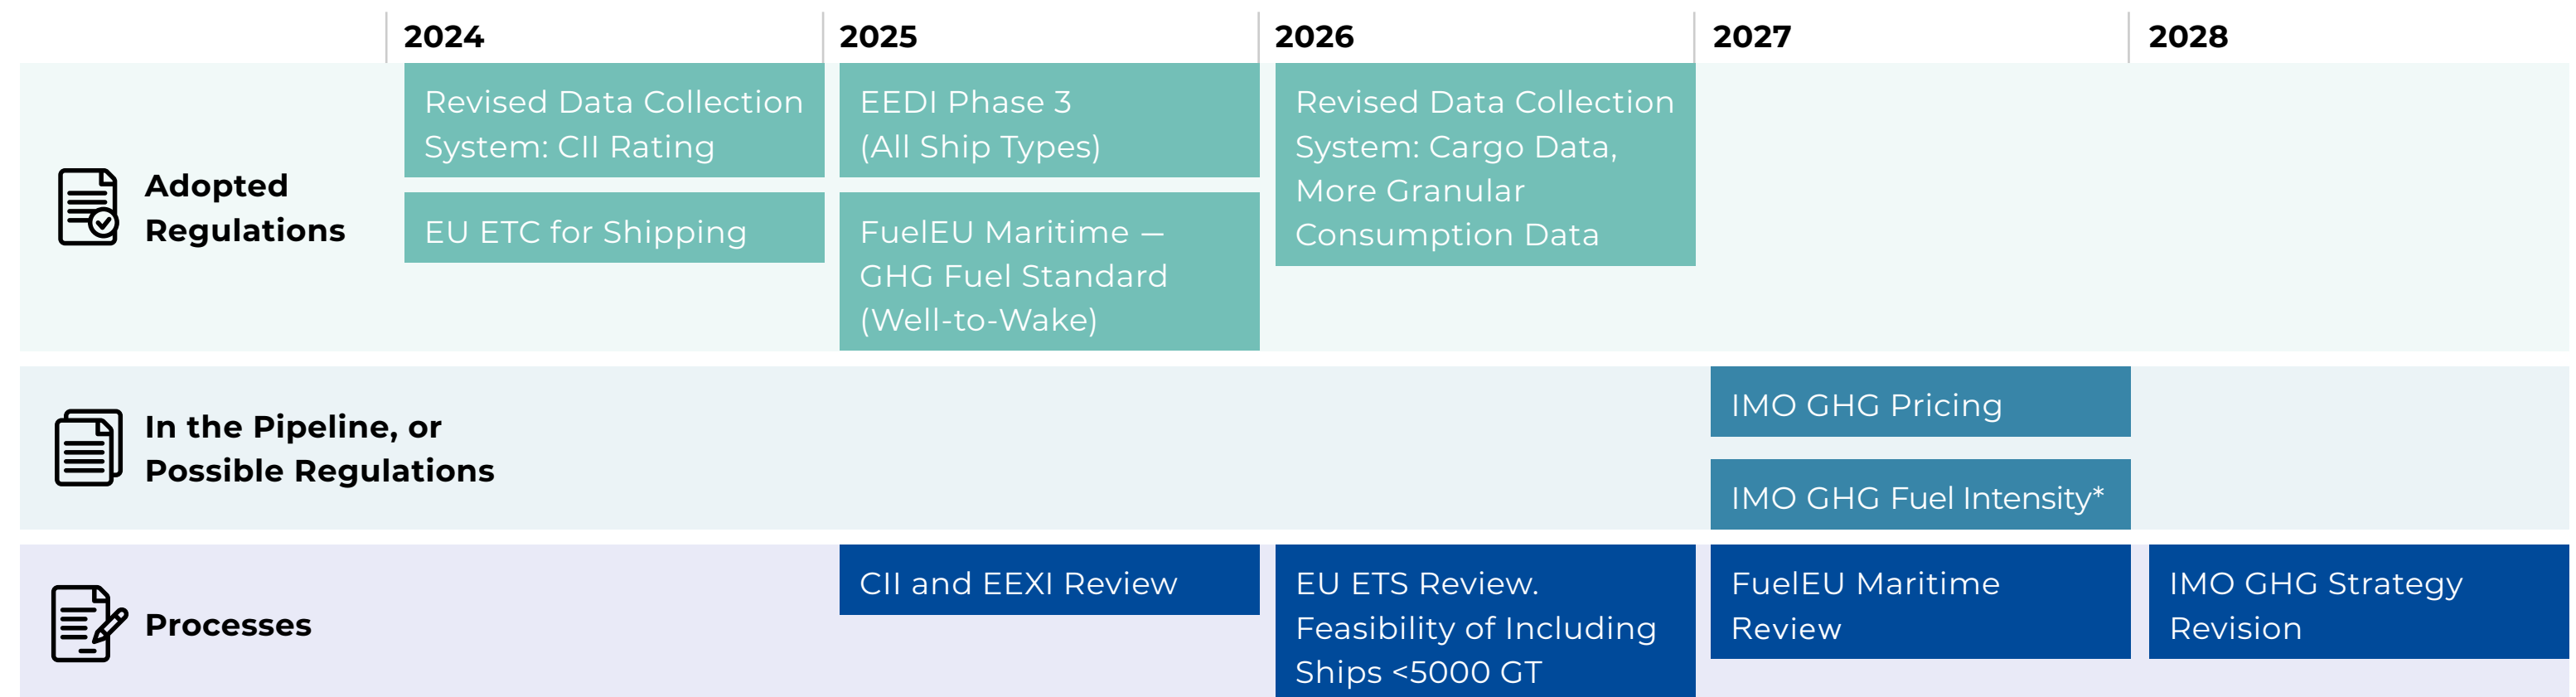 2024
2025
2026
2027
2028
Adopted
Regulations
Revised Data Collection
System: CII Rating
EU ETC for Shipping
EEDI Phase 3
(All Ship Types)
FuelEU Maritime —
GHG Fuel Standard
(Well-to-Wake)
Revised Data Collection
System: Cargo Data,
More Granular
Consumption Data
In the Pipeline, or
Possible Regulations
IMO GHG Pricing
IMO GHG Fuel Intensity*
Processes
CII and EEXI Review
EU ETS Review.
Feasibility of Including
Ships <5000 GT
FuelEU Maritime
Review
IMO GHG Strategy
Revision